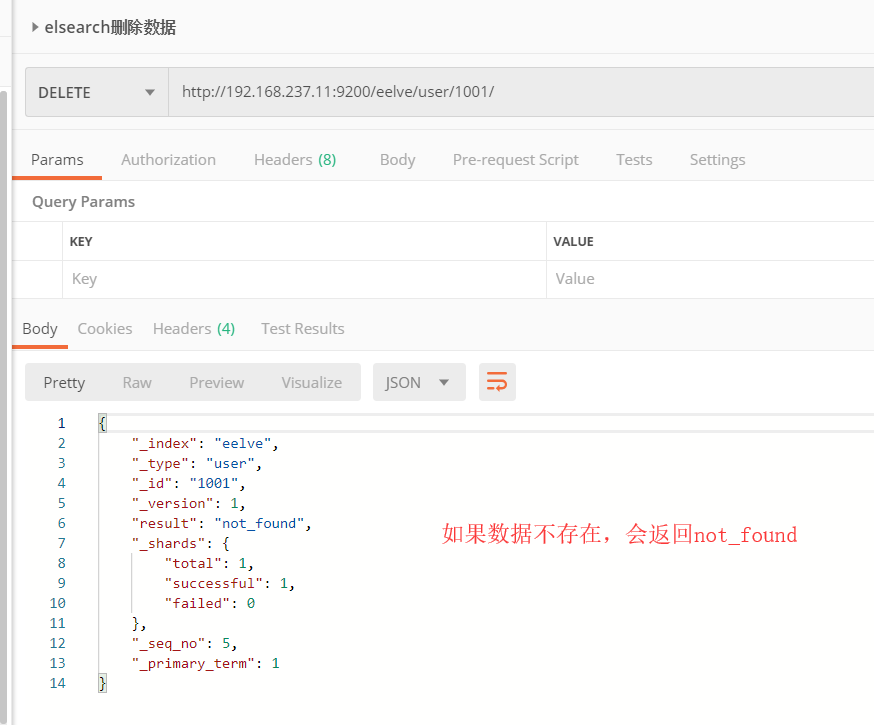 elsearch删除数据
DELETE http://192.168.237.11:9200/eelve/user/1001/
Params Authorization Headers (8) Body Pre-request Script Tests Settings
Query Params
KEY VALUE
Key Value
Body Cookies Headers (4) Test Results
Pretty Raw Preview Visualize JSON
1 {
2 "_index": "eelve",
3 "_type": "user",
4 "_id": "1001",
5 "_version": 1,
6 "result": "not_found",
如果数据不存在，会返回not_found
7 "_shards": {
8 "total": 1,
9 "successful": 1,
10 "failed": 0
11 },
12 "_seq_no": 5,
13 "_primary_term": 1
14 }